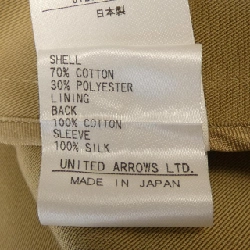 日本製
SHELL
70% COTTON
30% POLYESTER
LINING
BACK
100% COTTON
SLEEVE
100% SILK
UNITED ARROWS LTD.
MADE IN JAPAN